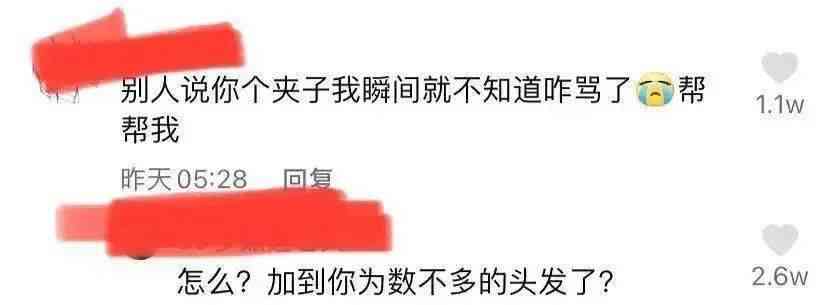 别人说你个夹子我瞬间就不知道咋骂了😭帮
帮我
1.1w
昨天05:28 回复
怎么？加到你为数不多的头发了？
2.6w